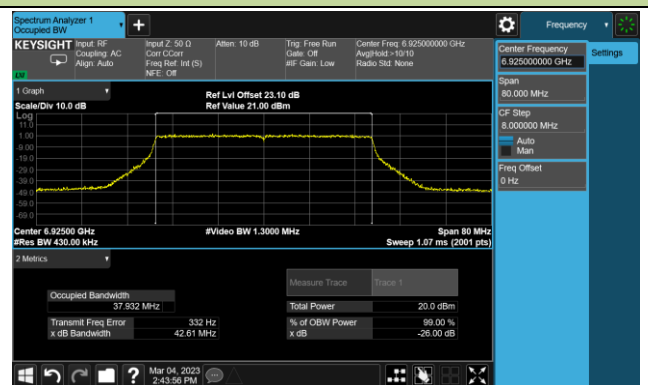 Spectrum Analyzer 1
Occupied BW
Frequency
KEYSIGHT
Input: RF
Coupling: AC
Align: Auto
Input Z: 50 Ω
Corr CCorr
Freq Ref: Int (S)
NFE: Off
Atten: 10 dB
Trig: Free Run
Gate: Off
#IF Gain: Low
Center Freq: 6.925000000 GHz
Avg|Hold:>10/10
Radio Std: None
LW
Center Frequency
6.925000000 GHz
Settings
Span
80.000 MHz
CF Step
8.000000 MHz
Auto
Man
Freq Offset
0 Hz
1 Graph
Scale/Div 10.0 dB
Ref Lvl Offset 23.10 dB
Ref Value 21.00 dBm
Log
11.0
1.00
-9.00
-19.0
-29.0
-39.0
-49.0
-59.0
-69.0
Center 6.92500 GHz
#Res BW 430.00 kHz
#Video BW 1.3000 MHz
Span 80 MHz
Sweep 1.07 ms (2001 pts)
2 Metrics
Measure Trace
Trace 1
Occupied Bandwidth
37.932 MHz
Total Power
20.0 dBm
Transmit Freq Error
332 Hz
% of OBW Power
99.00 %
x dB Bandwidth
42.61 MHz
x dB
-26.00 dB
?
Mar 04, 2023
2:43:56 PM